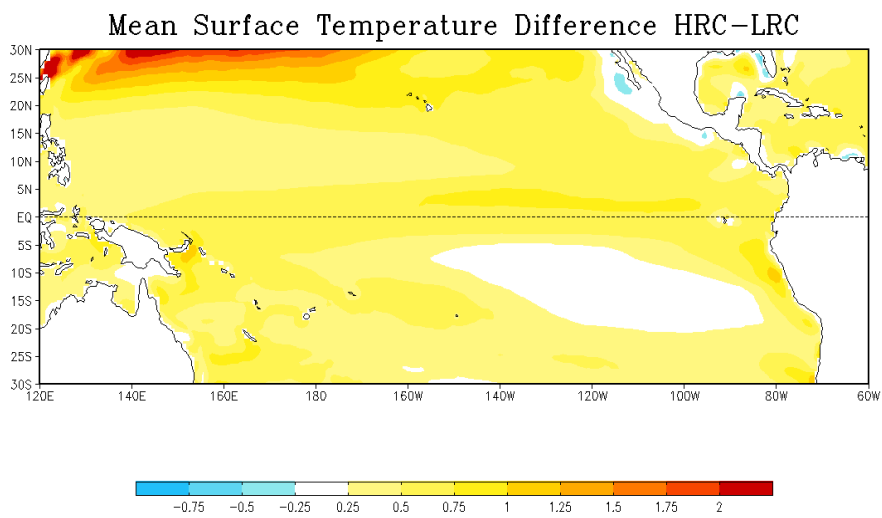 Mean Surface Temperature Difference HRC-LRC
30N
25N
20N
15N
10N
5N
EQ
5S
10S
15S
20S
25S
30S
120E 140E 160E 180 160W 140W 120W 100W 80W 60W
-0.75 -0.5 -0.25 0.25 0.5 0.75 1 1.25 1.5 1.75 2